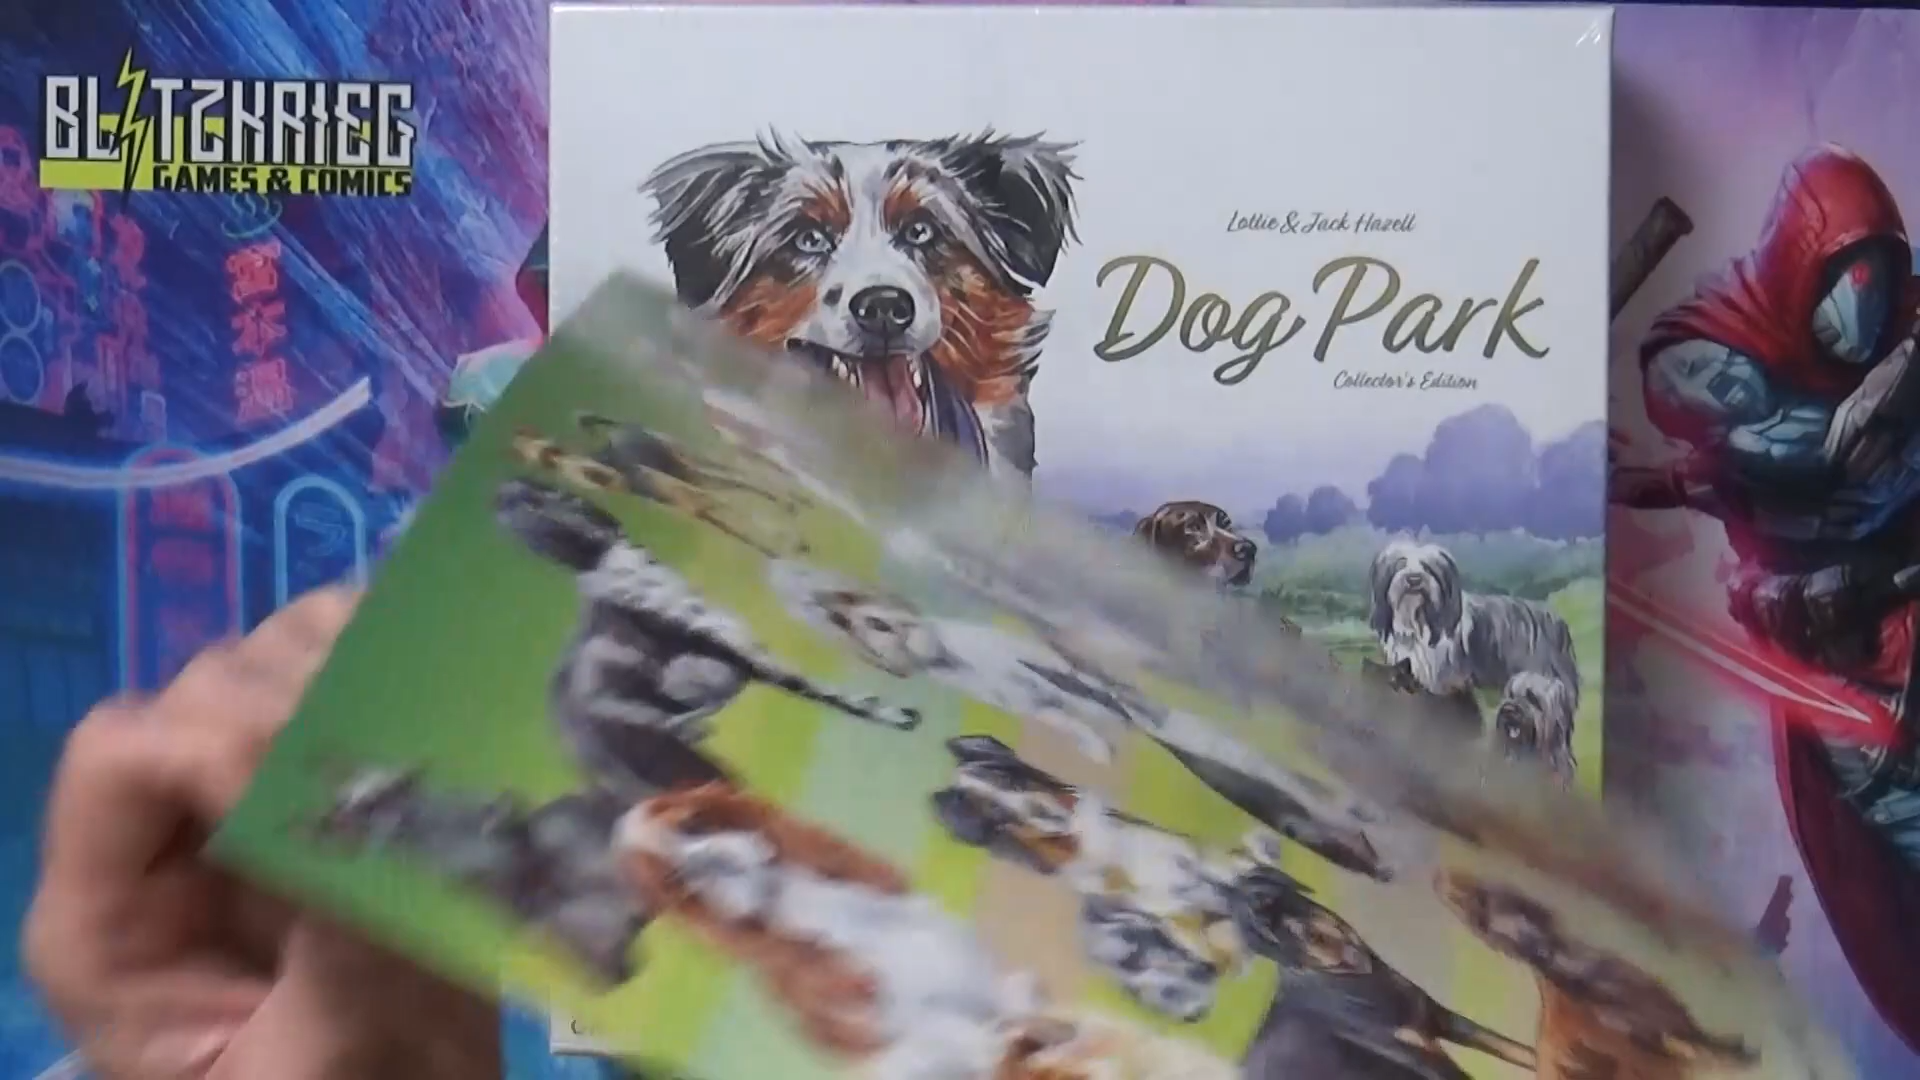 BLITZKRIEG
GAMES & COMICS
Lottie & Jack Hazell
Dog Park
Collector's Edition